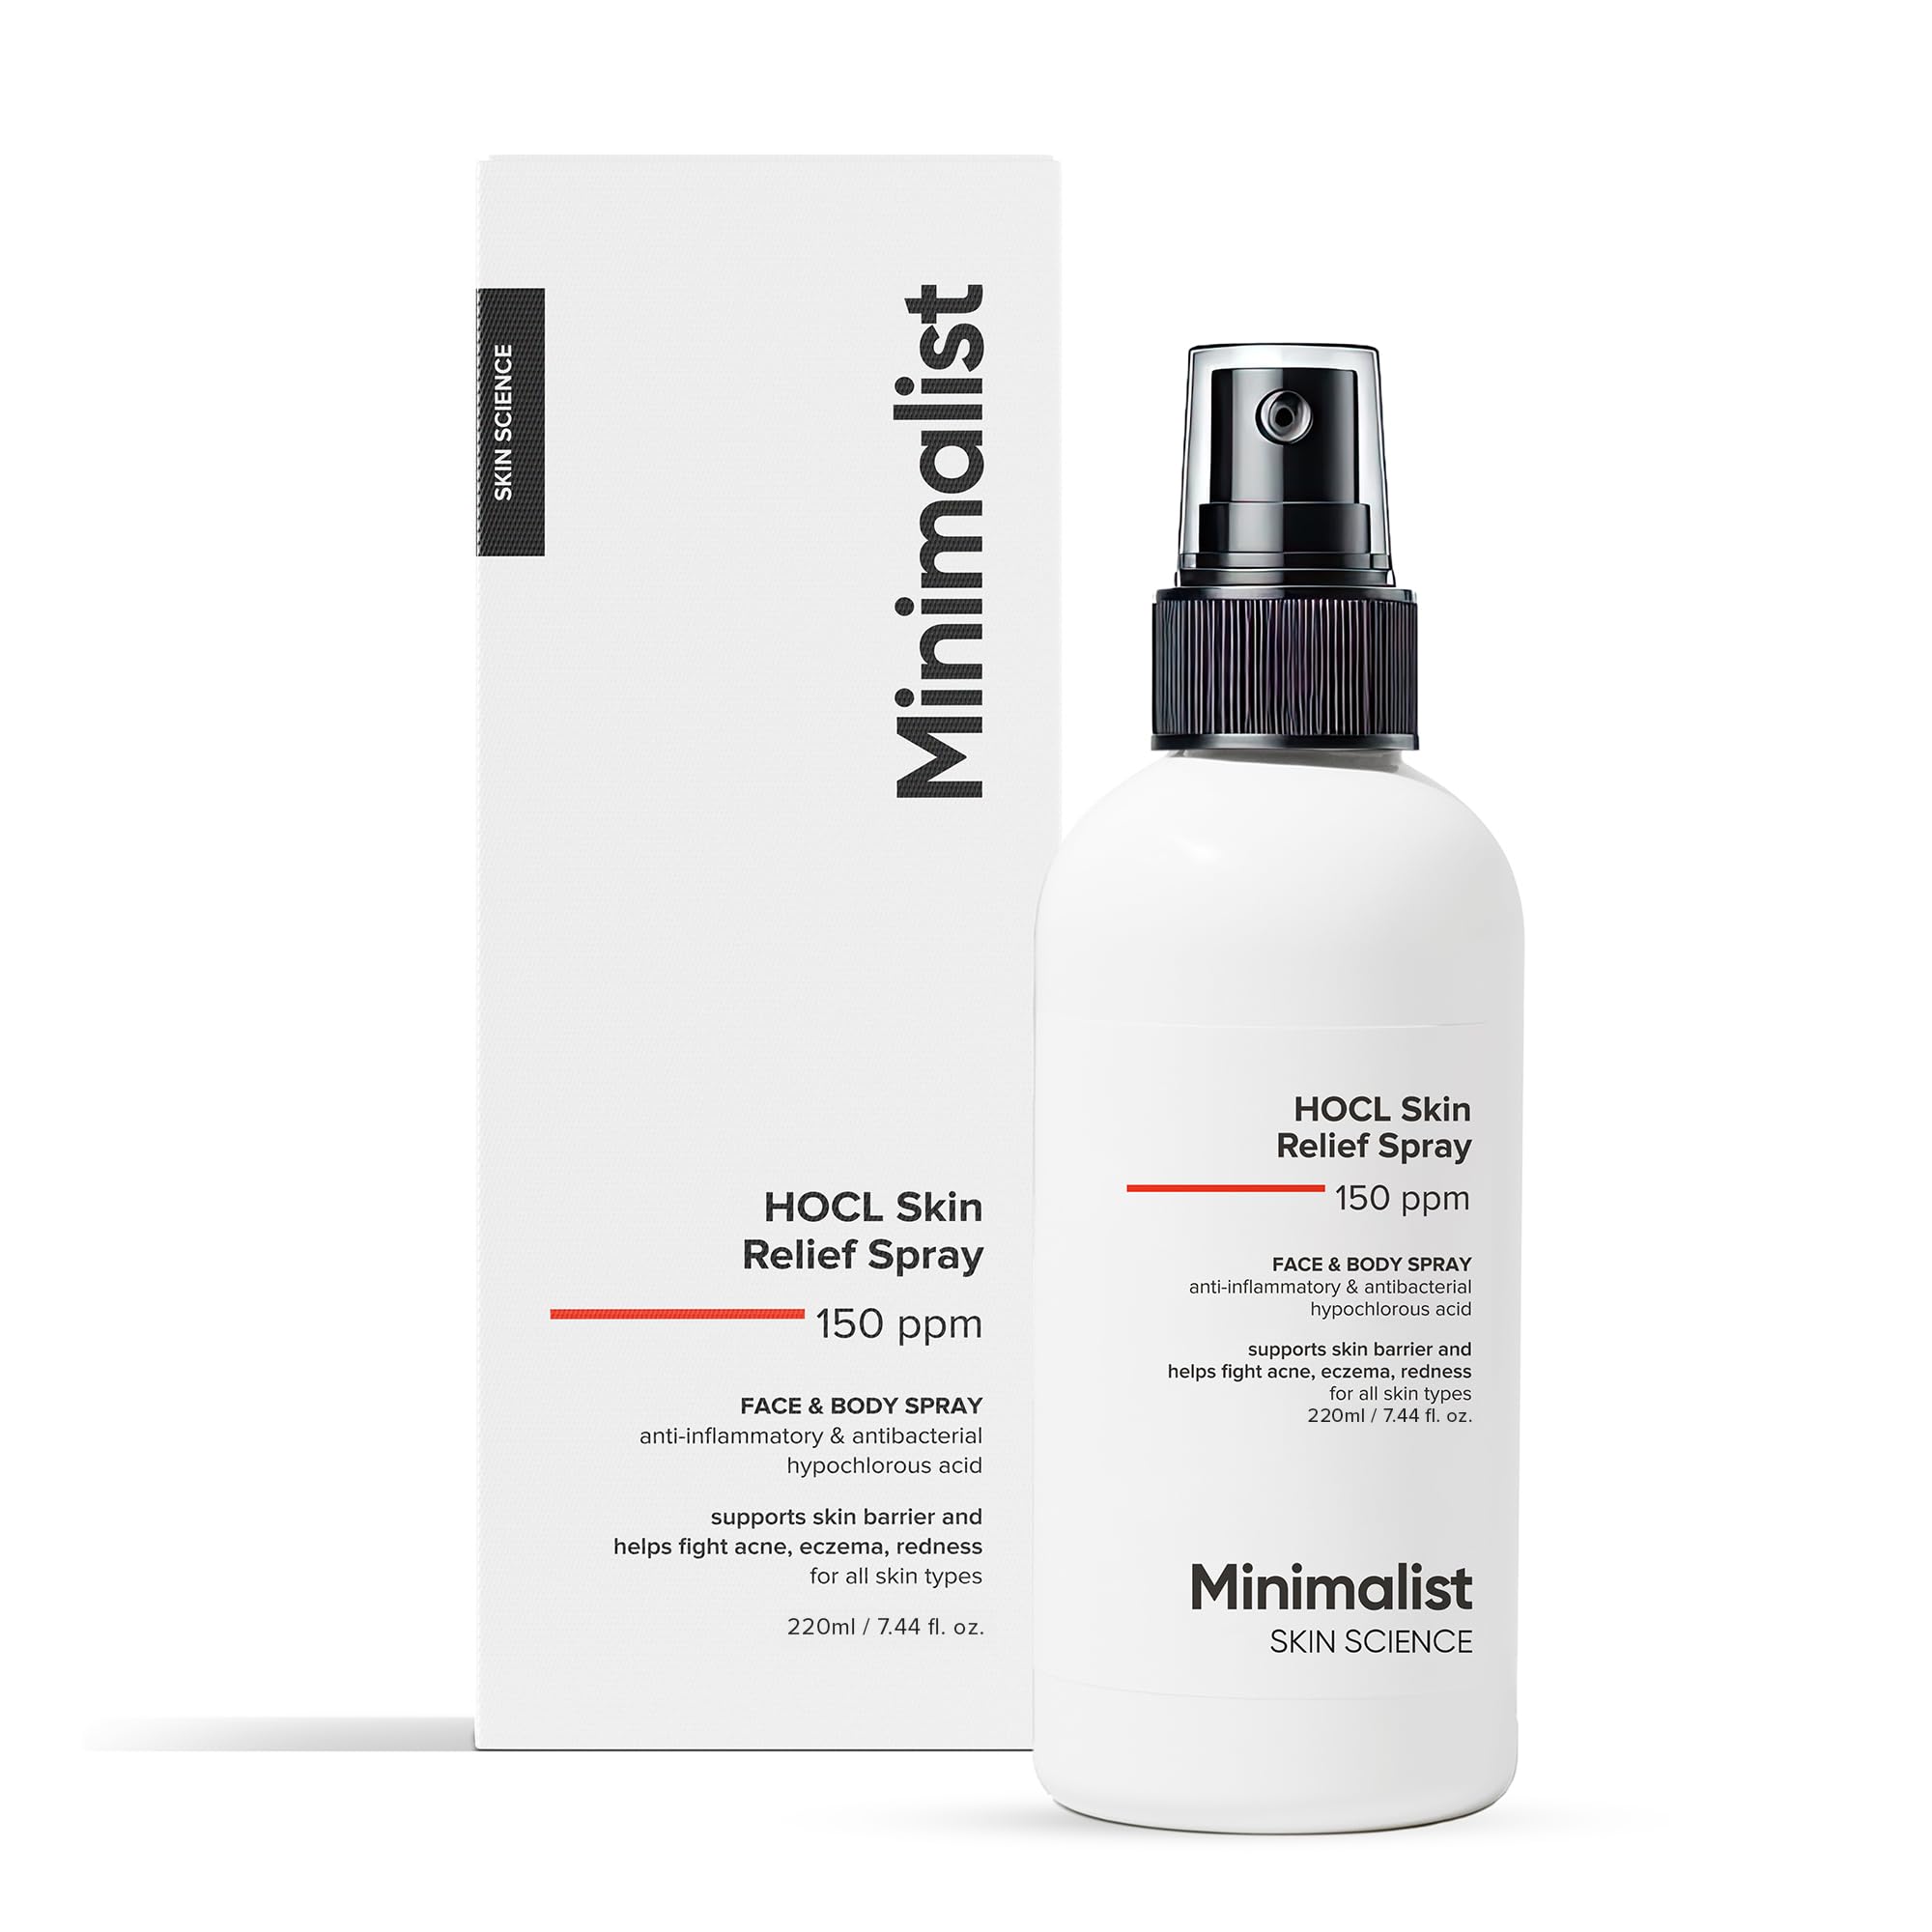 SKIN SCIENCE
Minimalist
HOCL Skin
Relief Spray
150 ppm
FACE & BODY SPRAY
anti-inflammatory & antibacterial
hypochlorous acid
supports skin barrier and
helps fight acne, eczema, redness
for all skin types
220ml / 7.44 fl. oz.
HOCL Skin
Relief Spray
150 ppm
FACE & BODY SPRAY
anti-inflammatory & antibacterial
hypochlorous acid
supports skin barrier and
helps fight acne, eczema, redness
for all skin types
220ml / 7.44 fl. oz.
Minimalist
SKIN SCIENCE